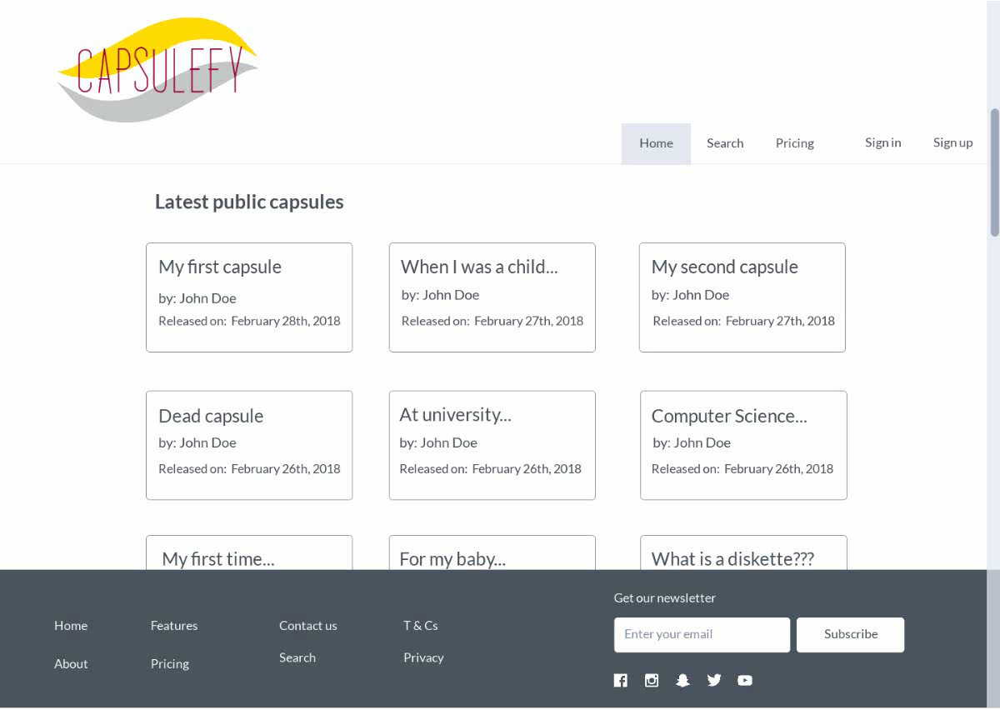 CAPSULEFY
Home Search Pricing Sign in Sign up
Latest public capsules
My first capsule
by: John Doe
Released on: February 28th, 2018
When I was a child...
by: John Doe
Released on: February 27th, 2018
My second capsule
by: John Doe
Released on: February 27th, 2018
Dead capsule
by: John Doe
Released on: February 26th, 2018
At university...
by: John Doe
Released on: February 26th, 2018
Computer Science...
by: John Doe
Released on: February 26th, 2018
My first time...
For my baby...
What is a diskette???
Home
About
Features
Pricing
Contact us
Search
T & Cs
Privacy
Get our newsletter
Enter your email
Subscribe